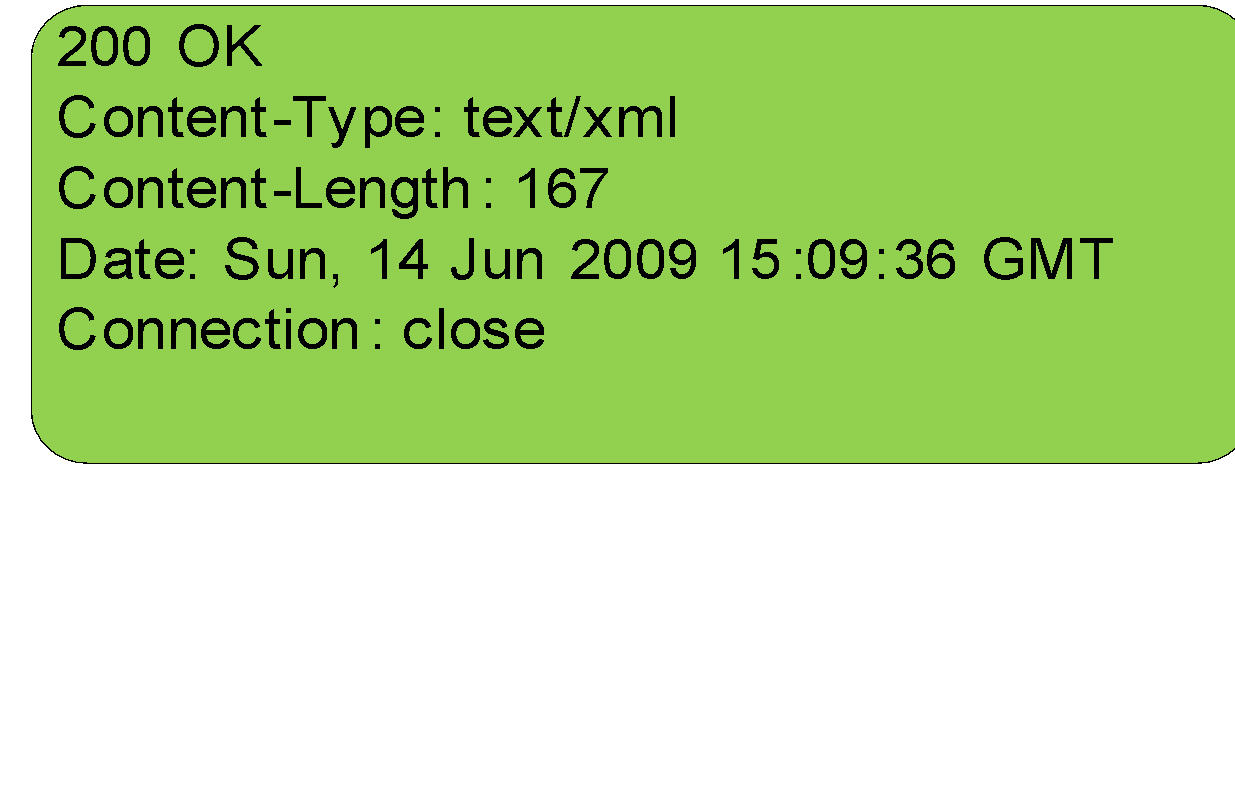 200 OK
Content-Type: text/xml
Content-Length: 167
Date: Sun, 14 Jun 2009 15:09:36 GMT
Connection: close